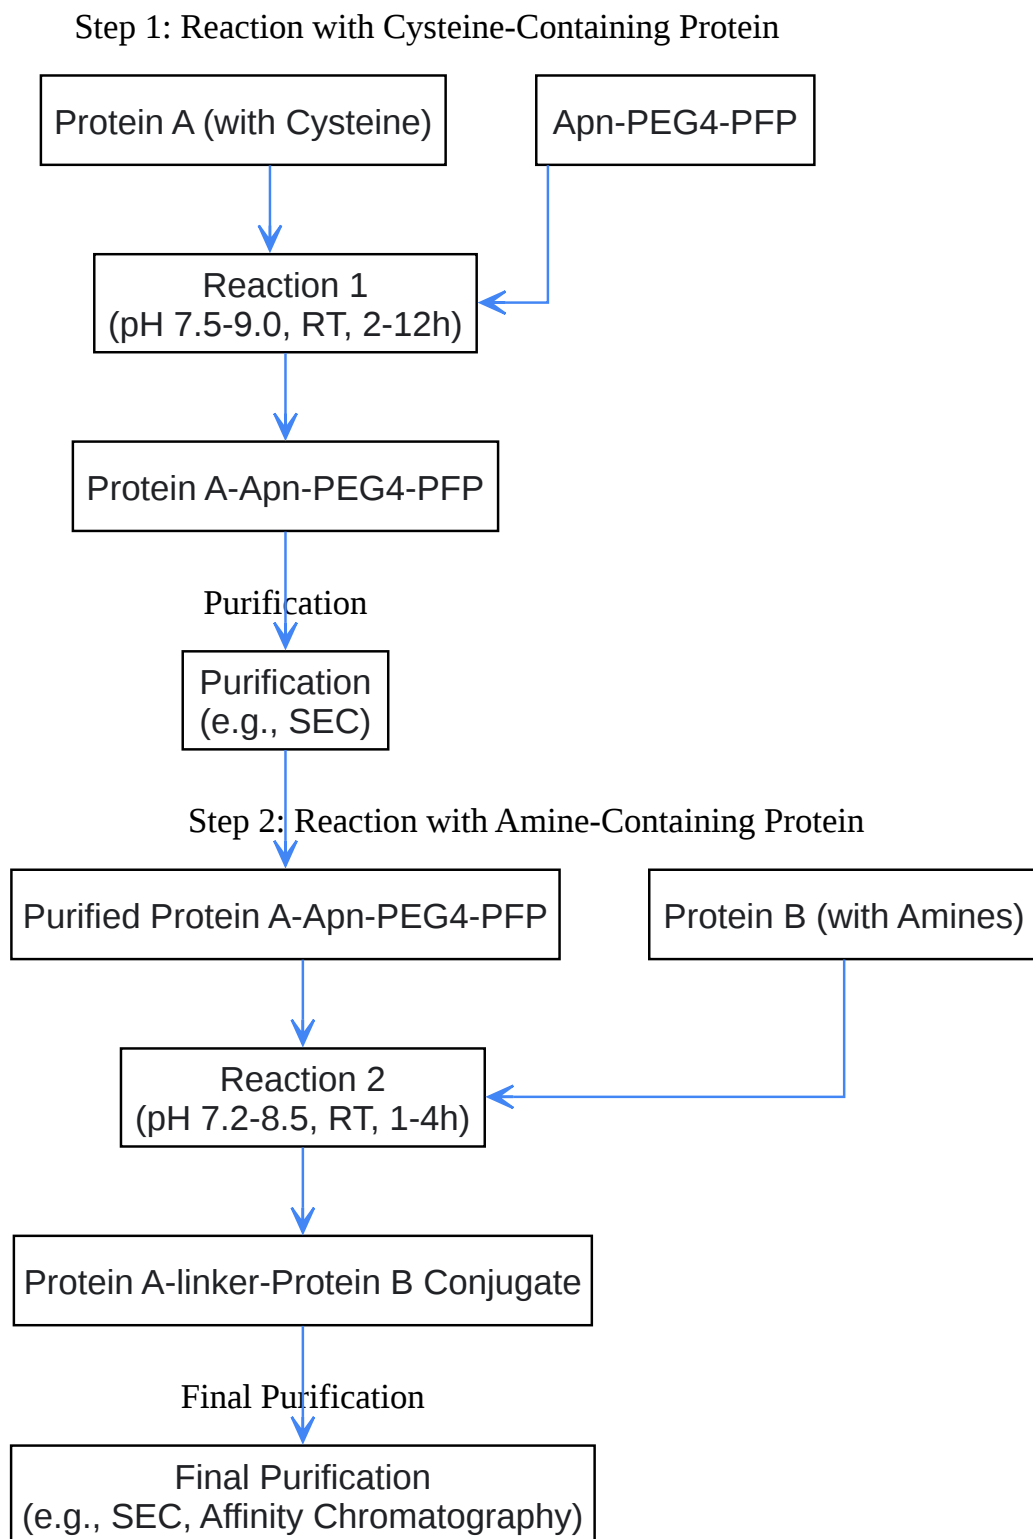 Step 1: Reaction with Cysteine-Containing Protein
Protein A (with Cysteine)
Apn-PEG4-PFP
Reaction 1
(pH 7.5-9.0, RT, 2-12h)
Protein A-Apn-PEG4-PFP
Purification
Purification
(e.g., SEC)
Step 2: Reaction with Amine-Containing Protein
Purified Protein A-Apn-PEG4-PFP
Protein B (with Amines)
Reaction 2
(pH 7.2-8.5, RT, 1-4h)
Protein A-linker-Protein B Conjugate
Final Purification
Final Purification
(e.g., SEC, Affinity Chromatography)